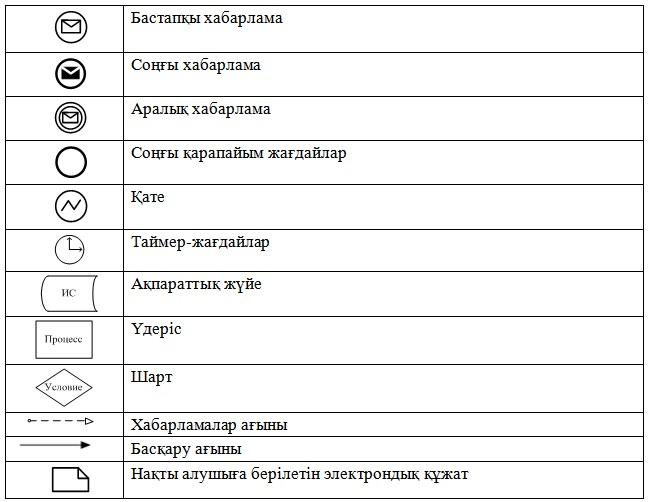 Бастапқы хабарлама
Соңғы хабарлама
Аралық хабарлама
Соңғы қарапайым жағдайлар
Қате
Таймер-жағдайлар
ИС
Ақпараттық жүйе
Процесс
Үдеріс
Условие
Шарт
Хабарламалар ағыны
Басқару ағыны
Нақты алушыға берілетін электрондық құжат